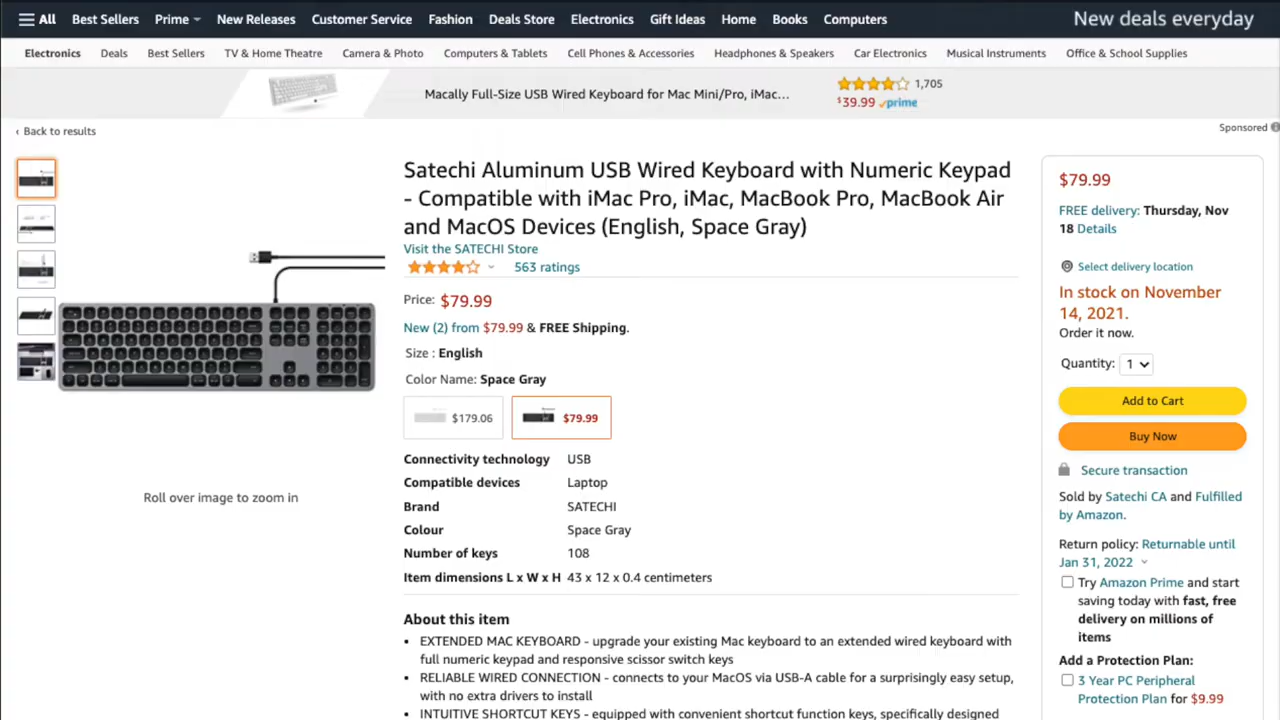 All Best Sellers Prime New Releases Customer Service Fashion Deals Store Electronics Gift Ideas Home Books Computers New deals everyday
Electronics Deals Best Sellers TV & Home Theatre Camera & Photo Computers & Tablets Cell Phones & Accessories Headphones & Speakers Car Electronics Musical Instruments Office & School Supplies
Macally Full-Size USB Wired Keyboard for Mac Mini/Pro, iMac...
1,705
$39.99 prime
Sponsored
‹ Back to results
Satechi Aluminum USB Wired Keyboard with Numeric Keypad
- Compatible with iMac Pro, iMac, MacBook Pro, MacBook Air
and MacOS Devices (English, Space Gray)
Visit the SATECHI Store
563 ratings
Price: $79.99
New (2) from $79.99 & FREE Shipping.
Size : English
Color Name: Space Gray
$179.06 $79.99
Connectivity technology USB
Compatible devices Laptop
Brand SATECHI
Colour Space Gray
Number of keys 108
Item dimensions L x W x H 43 x 12 x 0.4 centimeters
Roll over image to zoom in
About this item
• EXTENDED MAC KEYBOARD - upgrade your existing Mac keyboard to an extended wired keyboard with
full numeric keypad and responsive scissor switch keys
• RELIABLE WIRED CONNECTION - connects to your MacOS via USB-A cable for a surprisingly easy setup,
with no extra drivers to install
• INTUITIVE SHORTCUT KEYS - equipped with convenient shortcut function keys, specifically designed
$79.99
FREE delivery: Thursday, Nov
18 Details
Select delivery location
In stock on November
14, 2021.
Order it now.
Quantity: 1
Add to Cart
Buy Now
Secure transaction
Sold by Satechi CA and Fulfilled
by Amazon.
Return policy: Returnable until
Jan 31, 2022
Try Amazon Prime and start
saving today with fast, free
delivery on millions of
items
Add a Protection Plan:
3 Year PC Peripheral
Protection Plan for $9.99